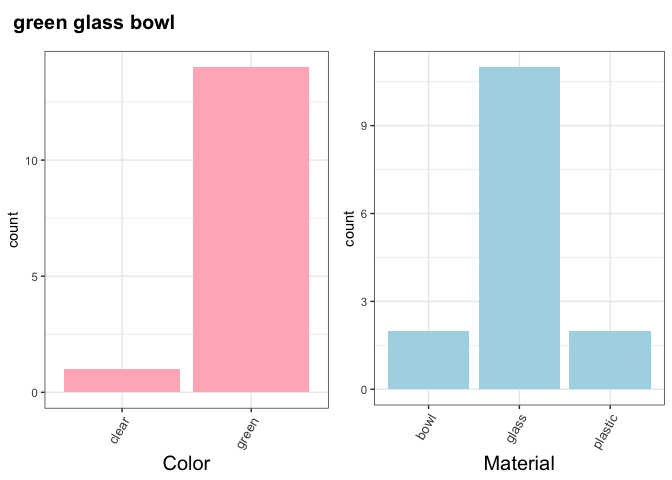 green glass bowl
count
10
5
0
clear
green
Color
count
9
6
3
0
bowl
glass
plastic
Material